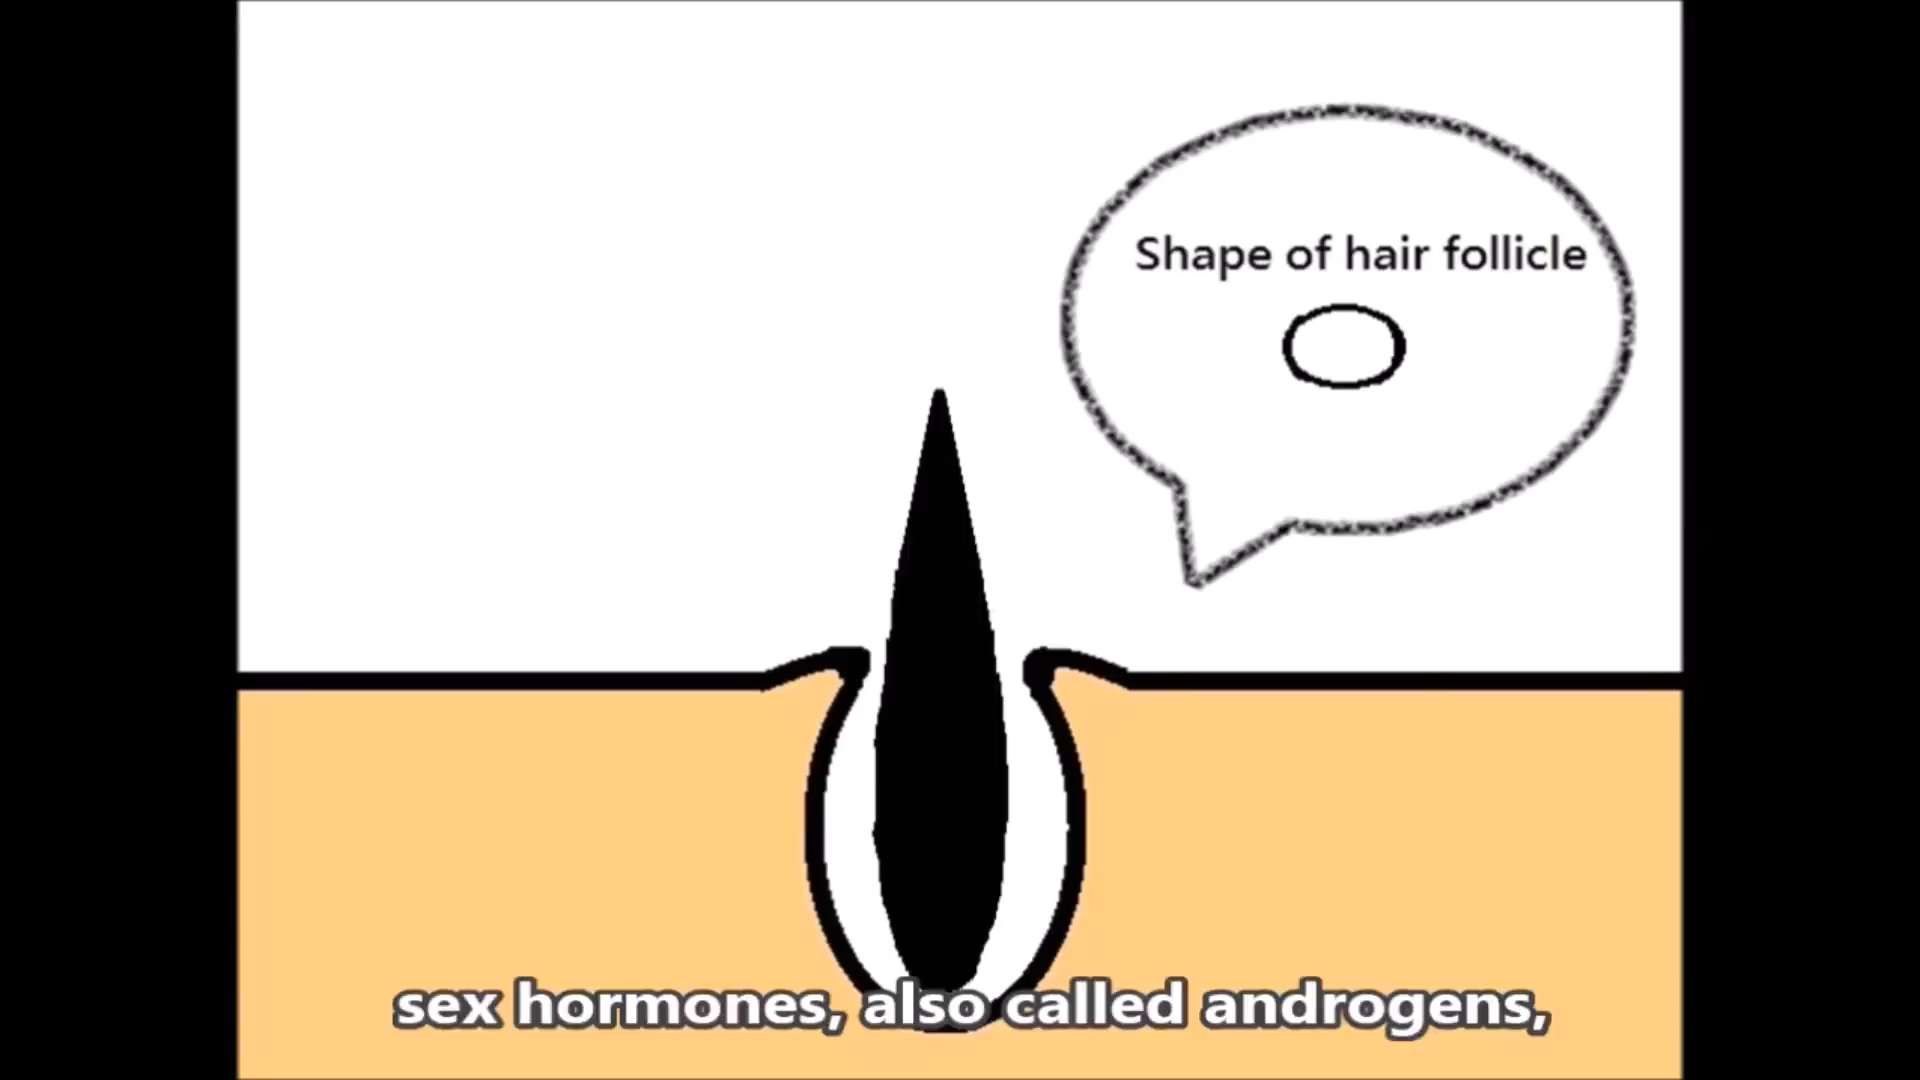 Shape of hair follicle
sex hormones, also called androgens,